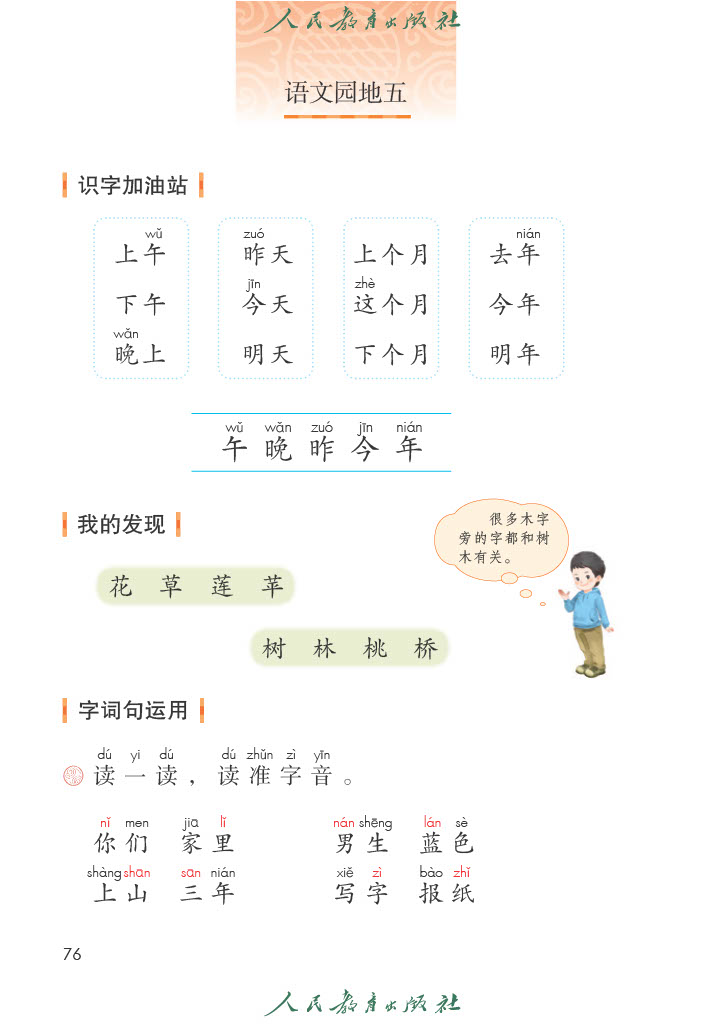 人民教育出版社
语文园地五
识字加油站
wǔ zuó nián
上午 昨天 上个月 去年
jīn zhè
下午 今天 这个月 今年
wǎn
晚上 明天 下个月 明年
wǔ wǎn zuó jīn nián
午 晚 昨 今 年
我的发现
很多木字
旁的字都和树
木有关。
花 草 莲 苹
树 林 桃 桥
字词句运用
dú yi dú dú zhǔn zì yīn
读一读，读准字音。
nǐ men jiā lǐ nán shēng lán sè
你们 家里 男生 蓝色
shàng shān sān nián xiě zì bào zhǐ
上山 三年 写字 报纸
76
人民教育出版社